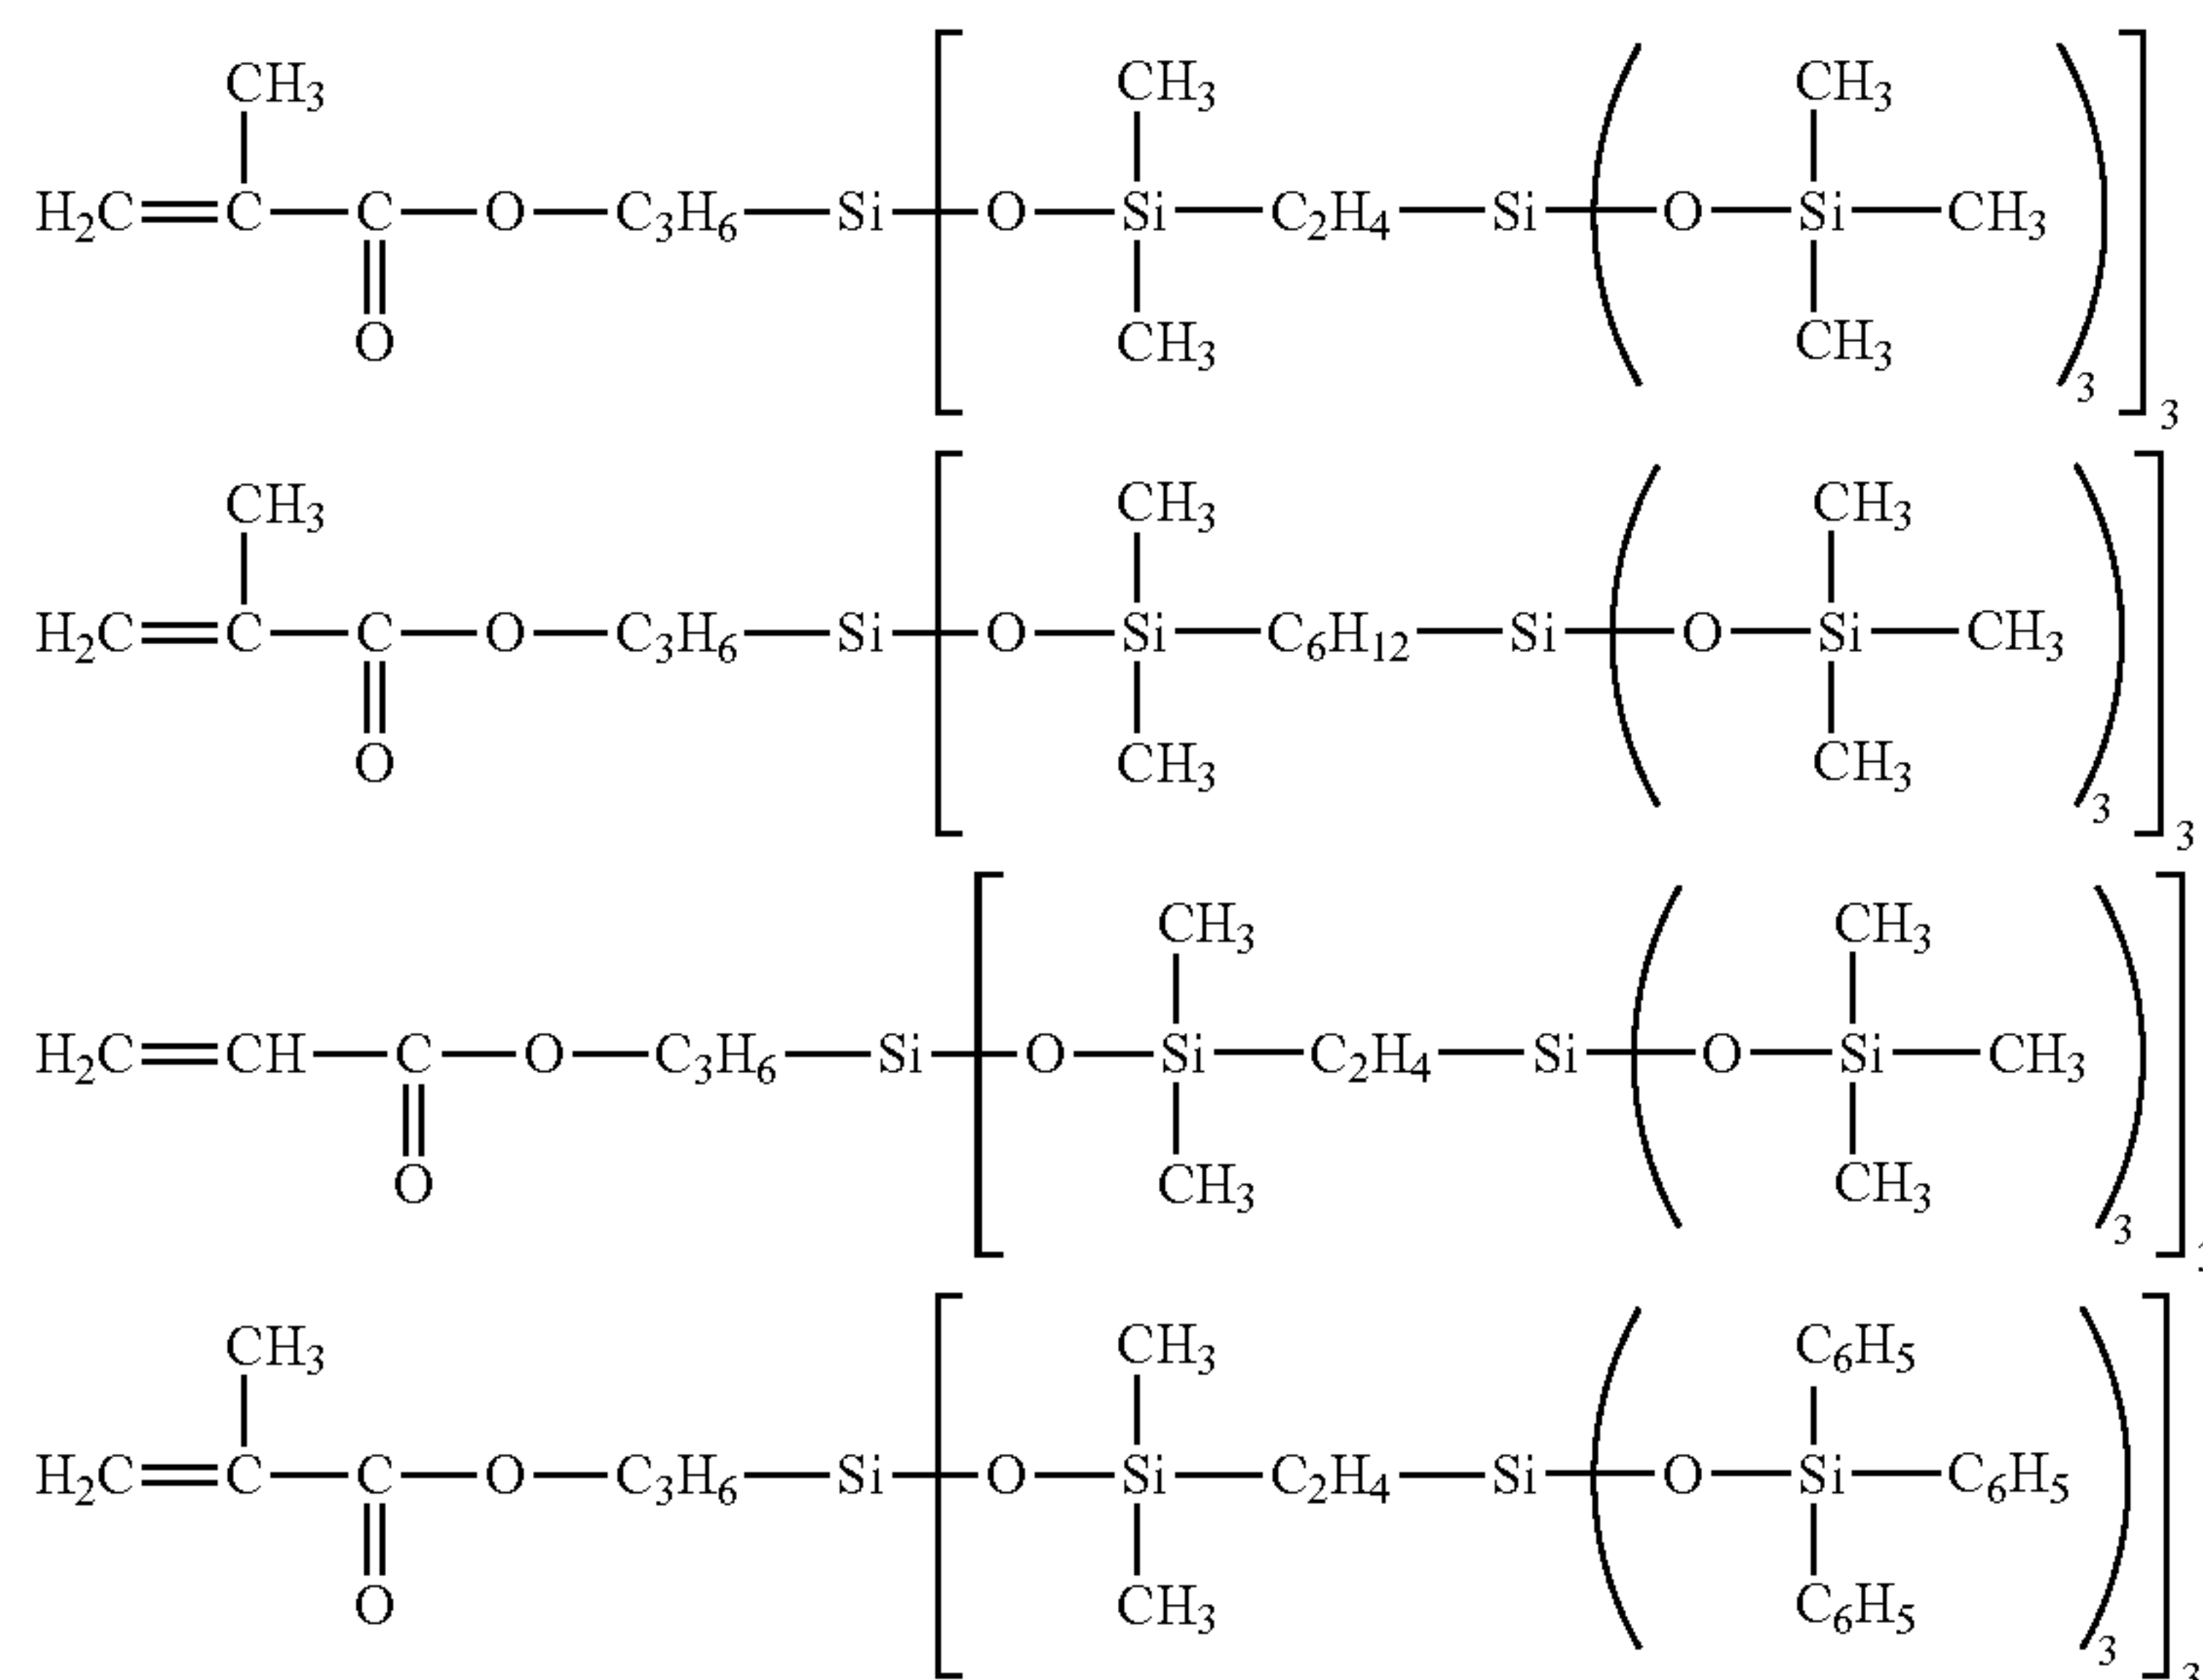 CH3 CH3 CH3
H2C=C—C—O—C3H6—Si—[O—Si—C2H4—Si—(O—Si—CH3)3]3
O CH3 CH3
CH3 CH3 CH3
H2C=C—C—O—C3H6—Si—[O—Si—C6H12—Si—(O—Si—CH3)3]3
O CH3 CH3
CH3 CH3
H2C=CH—C—O—C3H6—Si—[O—Si—C2H4—Si—(O—Si—CH3)3]
O CH3 CH3
CH3 CH3 C6H5
H2C=C—C—O—C3H6—Si—[O—Si—C2H4—Si—(O—Si—C6H5)3]
O CH3 C6H5